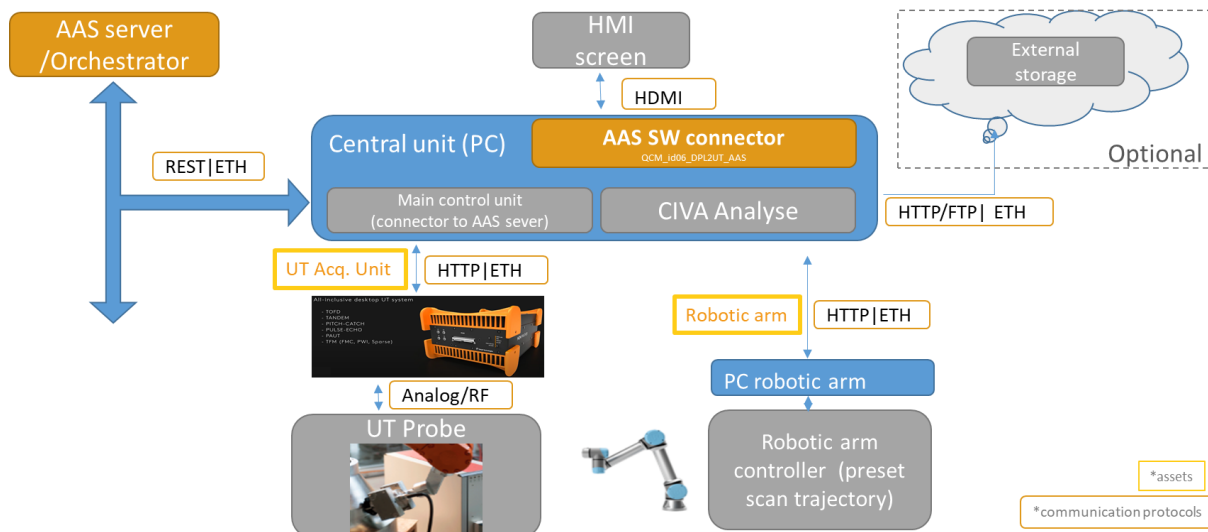 AAS server
/Orchestrator
HMI
screen
External
storage
Optional
HDMI
Central unit (PC)
AAS SW connector
QCM_id06_DPL2UT_AAS
REST|ETH
Main control unit
(connector to AAS sever)
CIVA Analyse
HTTP/FTP| ETH
UT Acq. Unit
HTTP|ETH
All-inclusive desktop UT system
- TOFD
- TANDEM
- PITCH-CATCH
- PULSE-ECHO
- PAUT
- TFM (FMC, PWI, Sparse)
Robotic arm
HTTP|ETH
PC robotic arm
Analog/RF
UT Probe
Robotic arm
controller (preset
scan trajectory)
*assets
*communication protocols